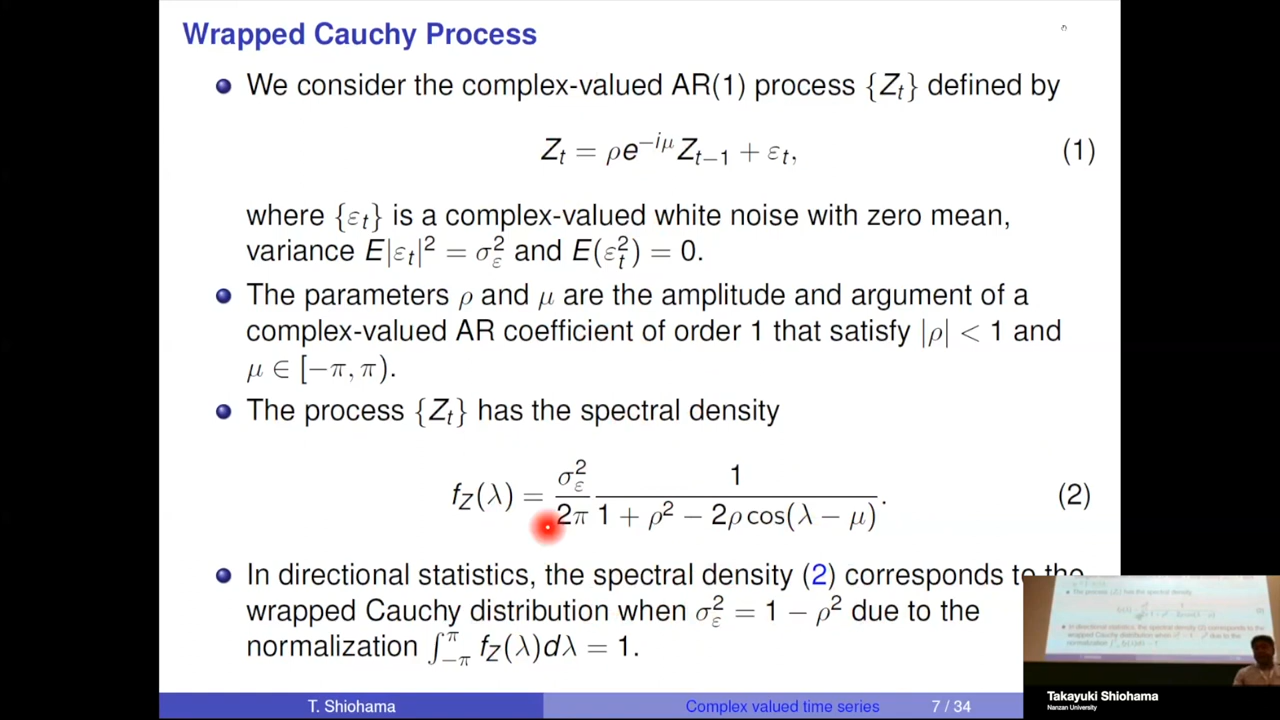 Wrapped Cauchy Process
We consider the complex-valued AR(1) process {Z_t} defined by
Z_t = ρe^{−iμ} Z_{t−1} + ε_t, (1)
where {ε_t} is a complex-valued white noise with zero mean,
variance E|ε_t|² = σ_ε² and E(ε_t²) = 0.
The parameters ρ and μ are the amplitude and argument of a
complex-valued AR coefficient of order 1 that satisfy |ρ| < 1 and
μ ∈ [−π, π).
The process {Z_t} has the spectral density
f_Z(λ) = \frac{σ_ε²}{2π} \frac{1}{1 + ρ² − 2ρ cos(λ − μ)}. (2)
In directional statistics, the spectral density (2) corresponds to the
wrapped Cauchy distribution when σ_ε² = 1 − ρ² due to the
normalization ∫_{−π}^{π} f_Z(λ)dλ = 1.
T. Shiohama Complex valued time series 7 / 34
Takayuki Shiohama
Nanzan University